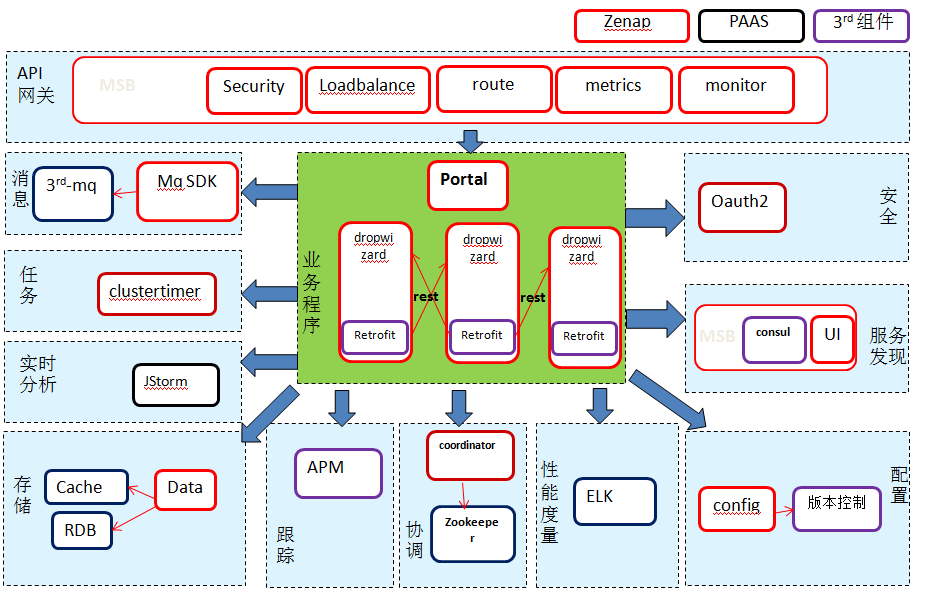 Zenap
PAAS
3rd 组件
API
网关
MSB
Security
Loadbalance
route
metrics
monitor
消
息
3rd-mq
Mq SDK
Portal
安
全
Oauth2
任
务
clustertimer
业
务
程
序
dropwi
zard
Retrofit
rest
dropwi
zard
Retrofit
rest
dropwi
zard
Retrofit
MSB
consul
UI
服务
发现
实时
分析
JStorm
存
储
Cache
RDB
Data
APM
跟
踪
coordinator
Zookeepe
r
协
调
性
能
度
量
ELK
配
置
config
版本控制